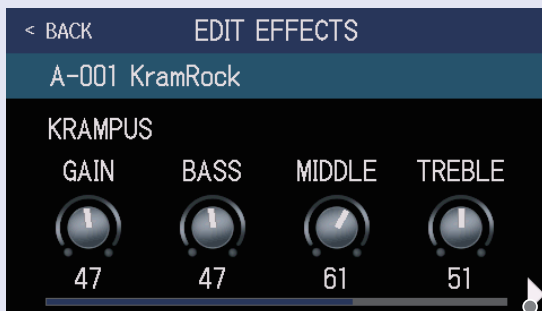 < BACK EDIT EFFECTS
A-001 KramRock
KRAMPUS
GAIN BASS MIDDLE TREBLE
47 47 61 51